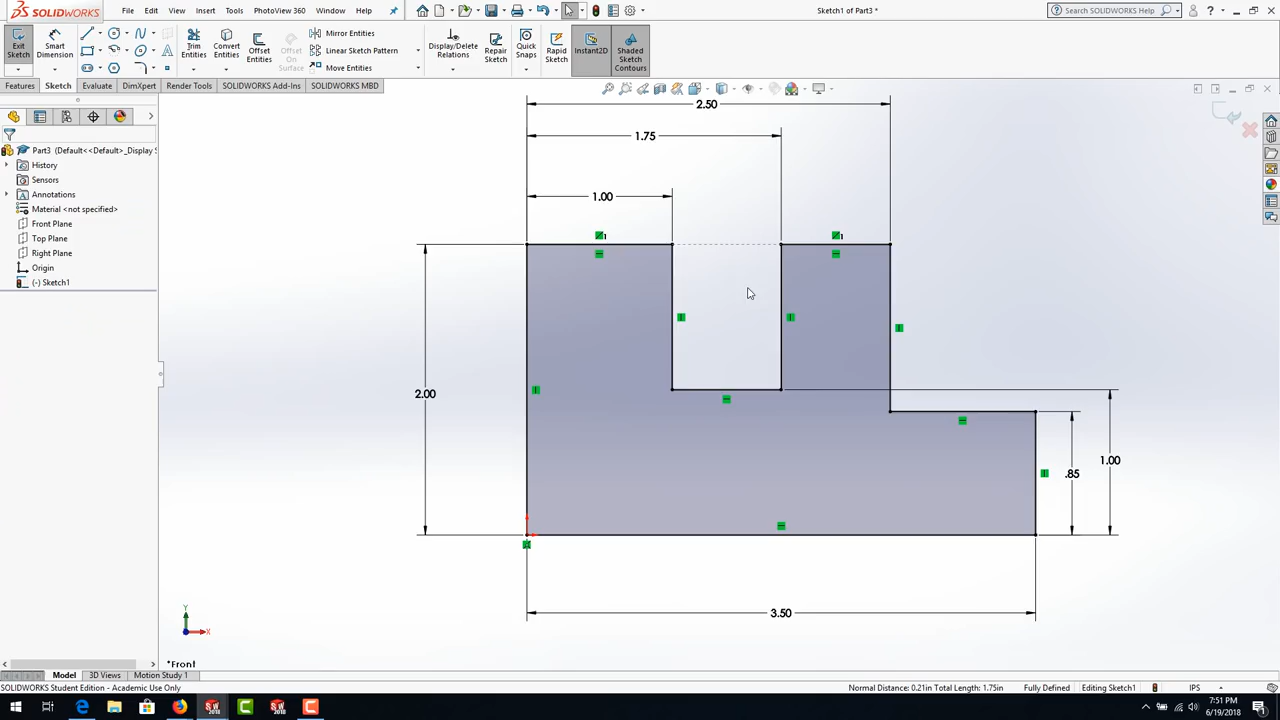 SOLIDWORKS
File Edit View Insert Tools PhotoView 360 Window Help
Sketch1 of Part3 *
Search SOLIDWORKS Help
Exit Sketch
Smart Dimension
Trim Entities
Convert Entities
Offset Entities
Offset On Surface
Mirror Entities
Linear Sketch Pattern
Move Entities
Display/Delete Relations
Repair Sketch
Quick Snaps
Rapid Sketch
Instant2D
Shaded Sketch Contours
Features Sketch Evaluate DimXpert Render Tools SOLIDWORKS Add-Ins SOLIDWORKS MBD
Part3 (Default<<Default>_Display S
History
Sensors
Annotations
Material <not specified>
Front Plane
Top Plane
Right Plane
Origin
(-) Sketch1
2.50
1.75
1.00
1
1
2.00
1.00
.85
3.50
Y
X
*Front
Model 3D Views Motion Study 1
SOLIDWORKS Student Edition - Academic Use Only
Normal Distance: 0.21in Total Length: 1.75in Fully Defined Editing Sketch1 IPS
7:51 PM
6/19/2018